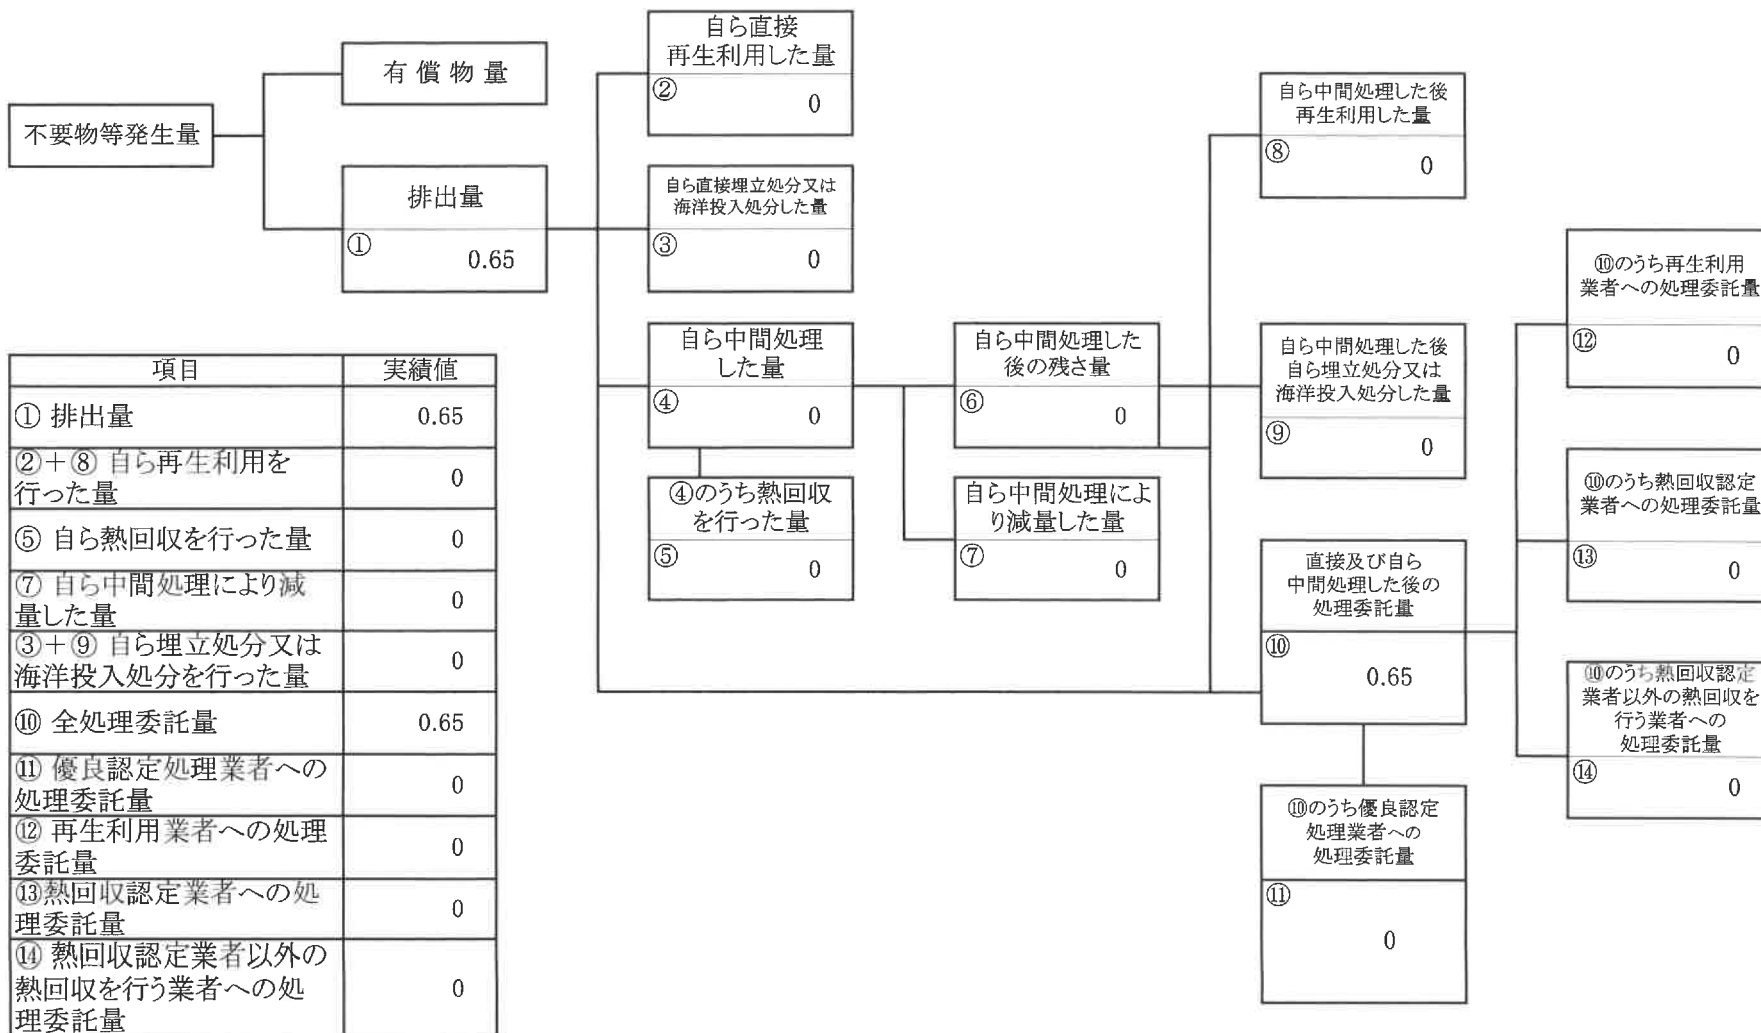 不要物等発生量
有償物量
排出量
①
0.65
自ら直接
再生利用した量
②
0
自ら直接埋立処分又は
海洋投入処分した量
③
0
自ら中間処理
した量
④
0
④のうち熱回収
を行った量
⑤
0
自ら中間処理した
後の残さ量
⑥
0
自ら中間処理によ
り減量した量
⑦
0
自ら中間処理した後
再生利用した量
⑧
0
自ら中間処理した後
自ら埋立処分又は
海洋投入処分した量
⑨
0
直接及び自ら
中間処理した後の
処理委託量
⑩
0.65
⑩のうち優良認定
処理業者への
処理委託量
⑪
0
⑩のうち再生利用
業者への処理委託量
⑫
0
⑩のうち熱回収認定
業者への処理委託量
⑬
0
⑩のうち熱回収認定
業者以外の熱回収を
行う業者への
処理委託量
⑭
0
項目 実績値
① 排出量 0.65
②+⑧ 自ら再生利用を
行った量 0
⑤ 自ら熱回収を行った量 0
⑦ 自ら中間処理により減
量した量 0
③+⑨ 自ら埋立処分又は
海洋投入処分を行った量 0
⑩ 全処理委託量 0.65
⑪ 優良認定処理業者への
処理委託量 0
⑫ 再生利用業者への処理
委託量 0
⑬熱回収認定業者への処
理委託量 0
⑭ 熱回収認定業者以外の
熱回収を行う業者への処
理委託量 0